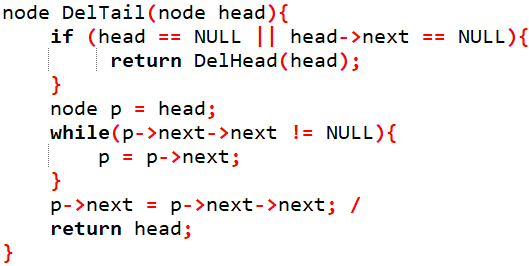 node DelTail(node head){
if (head == NULL || head->next == NULL){
return DelHead(head);
}
node p = head;
while(p->next->next != NULL){
p = p->next;
}
p->next = p->next->next; /
return head;
}